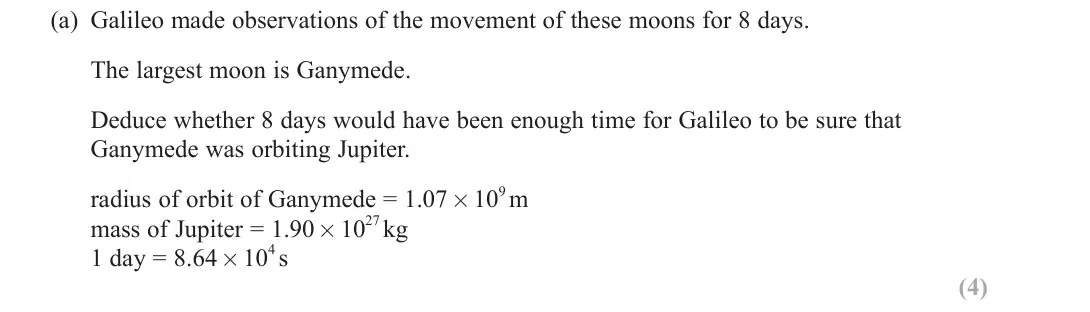 (a) Galileo made observations of the movement of these moons for 8 days.
The largest moon is Ganymede.
Deduce whether 8 days would have been enough time for Galileo to be sure that
Ganymede was orbiting Jupiter.
radius of orbit of Ganymede = 1.07 × 10⁹ m
mass of Jupiter = 1.90 × 10²⁷ kg
1 day = 8.64 × 10⁴ s
(4)